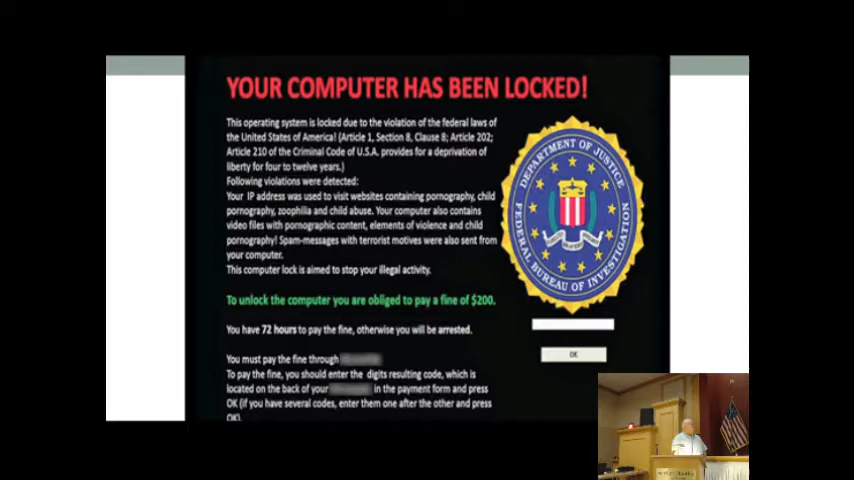 YOUR COMPUTER HAS BEEN LOCKED!
This operating system is locked due to the violation of the federal laws of
the United States of America! (Article 1, Section 8, Clause 8; Article 202;
Article 210 of the Criminal Code of U.S.A. provides for a deprivation of
liberty for four to twelve years.)
Following violations were detected:
Your IP address was used to visit websites containing pornography, child
pornography, zoophilia and child abuse. Your computer also contains
video files with pornographic content, elements of violence and child
pornography! Spam-messages with terrorist motives were also sent from
your computer.
This computer lock is aimed to stop your illegal activity.
To unlock the computer you are obliged to pay a fine of $200.
You have 72 hours to pay the fine, otherwise you will be arrested.
You must pay the fine through
To pay the fine, you should enter the digits resulting code, which is
located on the back of your in the payment form and press
OK (if you have several codes, enter them one after the other and press
OK).
DEPARTMENT OF JUSTICE
FEDERAL BUREAU OF INVESTIGATION
OK